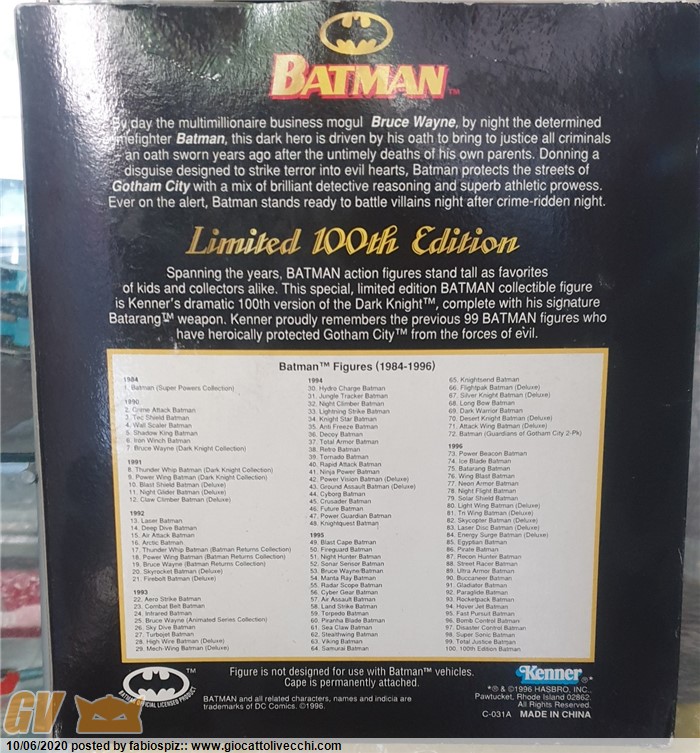 BATMAN™
By day the multimillionaire business mogul Bruce Wayne, by night the determined
crimefighter Batman, this dark hero is driven by his oath to bring to justice all criminals
- an oath sworn years ago after the untimely deaths of his own parents. Donning a
disguise designed to strike terror into evil hearts, Batman protects the streets of
Gotham City with a mix of brilliant detective reasoning and superb athletic prowess.
Ever on the alert, Batman stands ready to battle villains night after crime-ridden night.
Limited 100th Edition
Spanning the years, BATMAN action figures stand tall as favorites
of kids and collectors alike. This special, limited edition BATMAN collectible figure
is Kenner's dramatic 100th version of the Dark Knight™, complete with his signature
Batarang™ weapon. Kenner proudly remembers the previous 99 BATMAN figures who
have heroically protected Gotham City™ from the forces of evil.
Batman™ Figures (1984-1996)
1984
1. Batman (Super Powers Collection)
1990
2. Crime Attack Batman
3. Tec Shield Batman
4. Wall Scaler Batman
5. Shadow King Batman
6. Iron Winch Batman
7. Bruce Wayne (Dark Knight Collection)
1991
8. Thunder Whip Batman (Dark Knight Collection)
9. Power Wing Batman (Dark Knight Collection)
10. Blast Shield Batman (Deluxe)
11. Night Glider Batman (Deluxe)
12. Claw Climber Batman (Deluxe)
1992
13. Laser Batman
14. Deep Dive Batman
15. Air Attack Batman
16. Arctic Batman
17. Thunder Whip Batman (Batman Returns Collection)
18. Power Wing Batman (Batman Returns Collection)
19. Bruce Wayne (Batman Returns Collection)
20. Skyrocket Batman (Deluxe)
21. Firebolt Batman (Deluxe)
1993
22. Aero Strike Batman
23. Combat Belt Batman
24. Infrared Batman
25. Bruce Wayne (Animated Series Collection)
26. Sky Dive Batman
27. Turbojet Batman
28. High Wire Batman (Deluxe)
29. Mech-Wing Batman (Deluxe)
1994
30. Hydro Charge Batman
31. Jungle Tracker Batman
32. Night Climber Batman
33. Lightning Strike Batman
34. Knight Star Batman
35. Anti Freeze Batman
36. Decoy Batman
37. Total Armor Batman
38. Retro Batman
39. Tornado Batman
40. Rapid Attack Batman
41. Ninja Power Batman
42. Power Vision Batman (Deluxe)
43. Ground Assault Batman (Deluxe)
44. Cyborg Batman
45. Crusader Batman
46. Future Batman
47. Power Guardian Batman
48. Knightquest Batman
1995
49. Blast Cape Batman
50. Fireguard Batman
51. Night Hunter Batman
52. Sonar Sensor Batman
53. Bruce Wayne/Batman
54. Manta Ray Batman
55. Radar Scope Batman
56. Cyber Gear Batman
57. Air Assault Batman
58. Land Strike Batman
59. Torpedo Batman
60. Piranha Blade Batman
61. Sea Claw Batman
62. Stealthwing Batman
63. Viking Batman
64. Samurai Batman
65. Knightsend Batman
66. Flightpak Batman (Deluxe)
67. Silver Knight Batman (Deluxe)
68. Long Bow Batman
69. Dark Warrior Batman
70. Desert Knight Batman (Deluxe)
71. Attack Wing Batman (Deluxe)
72. Batman (Guardians of Gotham City 2-Pk)
1996
73. Power Beacon Batman
74. Ice Blade Batman
75. Batarang Batman
76. Wing Blast Batman
77. Neon Armor Batman
78. Night Flight Batman
79. Solar Shield Batman
80. Light Wing Batman (Deluxe)
81. Tri Wing Batman (Deluxe)
82. Skycopter Batman (Deluxe)
83. Laser Disc Batman (Deluxe)
84. Energy Surge Batman (Deluxe)
85. Egyptian Batman
86. Pirate Batman
87. Recon Hunter Batman
88. Street Racer Batman
89. Ultra Armor Batman
90. Buccaneer Batman
91. Gladiator Batman
92. Paraglide Batman
93. Rocketpack Batman
94. Hover Jet Batman
95. Fast Pursuit Batman
96. Bomb Control Batman
97. Disaster Control Batman
98. Super Sonic Batman
99. Total Justice Batman
100. 100th Edition Batman
Figure is not designed for use with Batman™ vehicles.
Cape is permanently attached.
BATMAN OFFICIAL LICENSED PRODUCT
TM
BATMAN and all related characters, names and indicia are
trademarks of DC Comics. ©1996.
Kenner
*® & ©1996 HASBRO, INC.
Pawtucket, Rhode Island 02862.
All Rights Reserved.
C-031A MADE IN CHINA
GV
10/06/2020 posted by fabiospiz:: www.giocattolivecchi.com